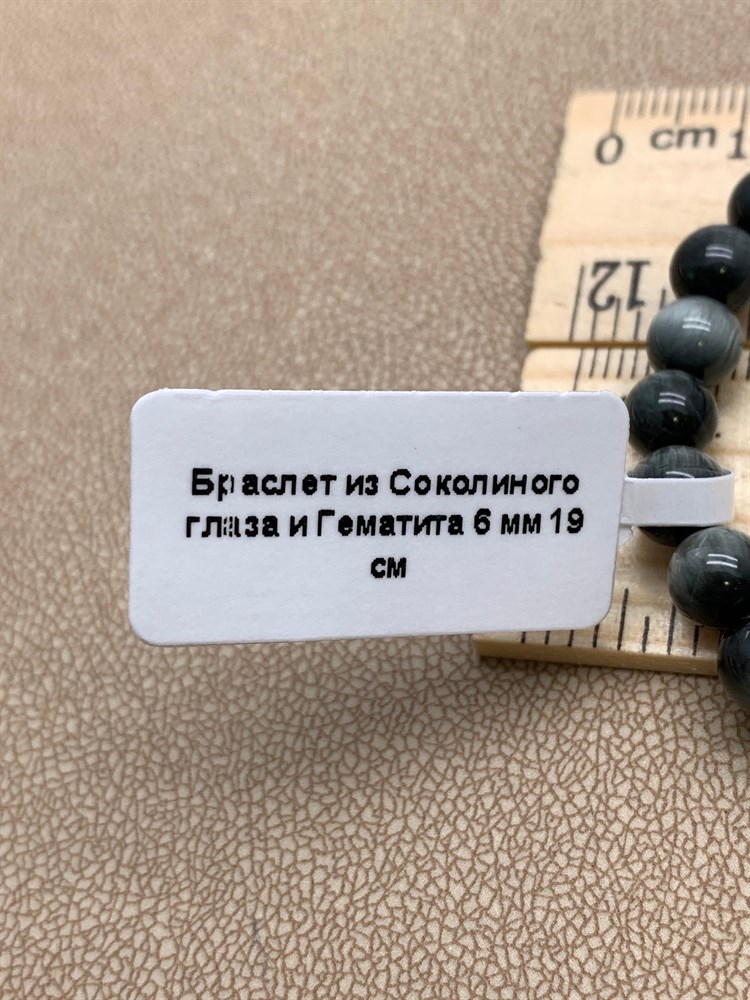 0 cm 1
12
Браслет из Соколиного
глаза и Гематита 6 мм 19
см